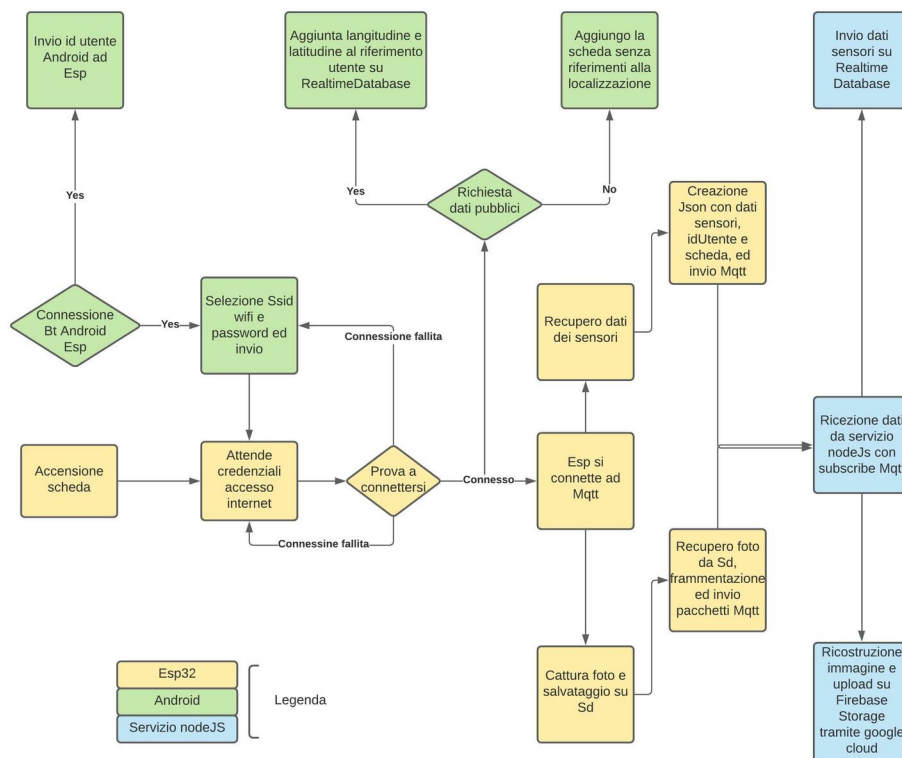 Invio id utente
Android ad
Esp
Aggiunta langitudine e
latitudine al riferimento
utente su
RealtimeDatabase
Aggiungo la
scheda senza
riferimenti alla
localizzazione
Invio dati
sensori su
Realtime
Database
Yes
Yes
Richiesta
dati pubblici
No
Creazione
Json con dati
sensori,
idUtente e
scheda, ed
invio Mqtt
Connessione
Bt Android
Esp
Yes
Selezione Ssid
wifi e
password ed
invio
Connessione fallita
Recupero dati
dei sensori
Accensione
scheda
Attende
credenziali
accesso
internet
Prova a
connettersi
Connesso
Esp si
connette ad
Mqtt
Ricezione dati
da servizio
nodeJs con
subscribe Mqtt
Connessine fallita
Recupero foto
da Sd,
frammentazione
ed invio
pacchetti Mqtt
Cattura foto e
salvataggio su
Sd
Ricostruzione
immagine e
upload su
Firebase
Storage
tramite google
cloud
Esp32
Android
Servizio nodeJS
Legenda